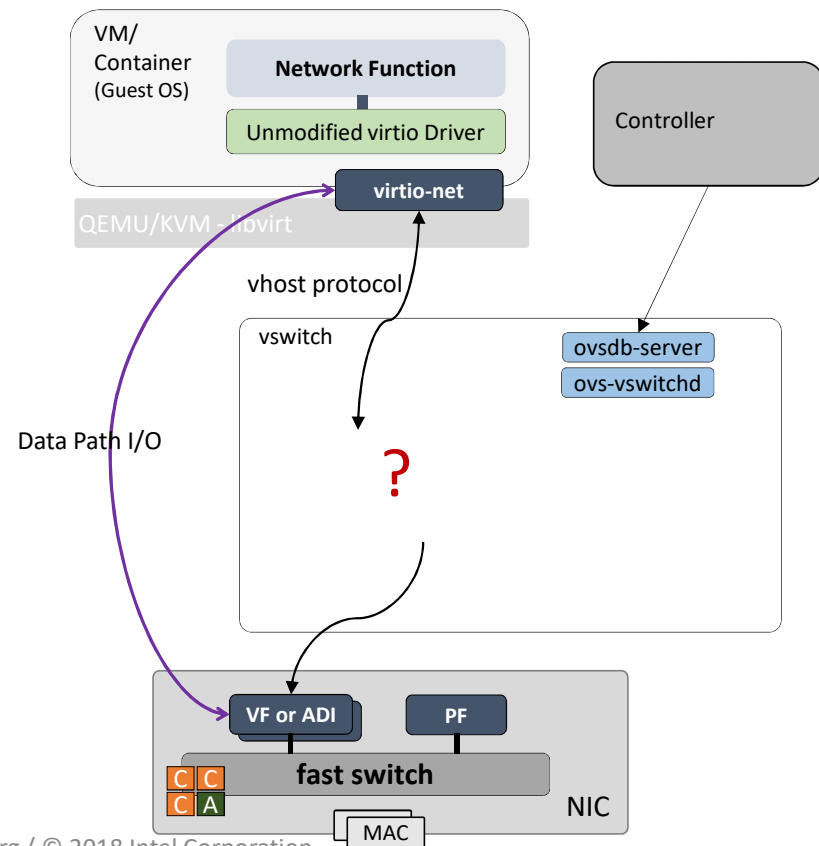 VM/
Container
(Guest OS)
Network Function
Unmodified virtio Driver
Controller
virtio-net
QEMU/KVM - libvirt
vhost protocol
vswitch
ovsdb-server
ovs-vswitchd
Data Path I/O
?
VF or ADI
PF
fast switch
C C
C A
NIC
MAC
rg / © 2018 Intel Corporation